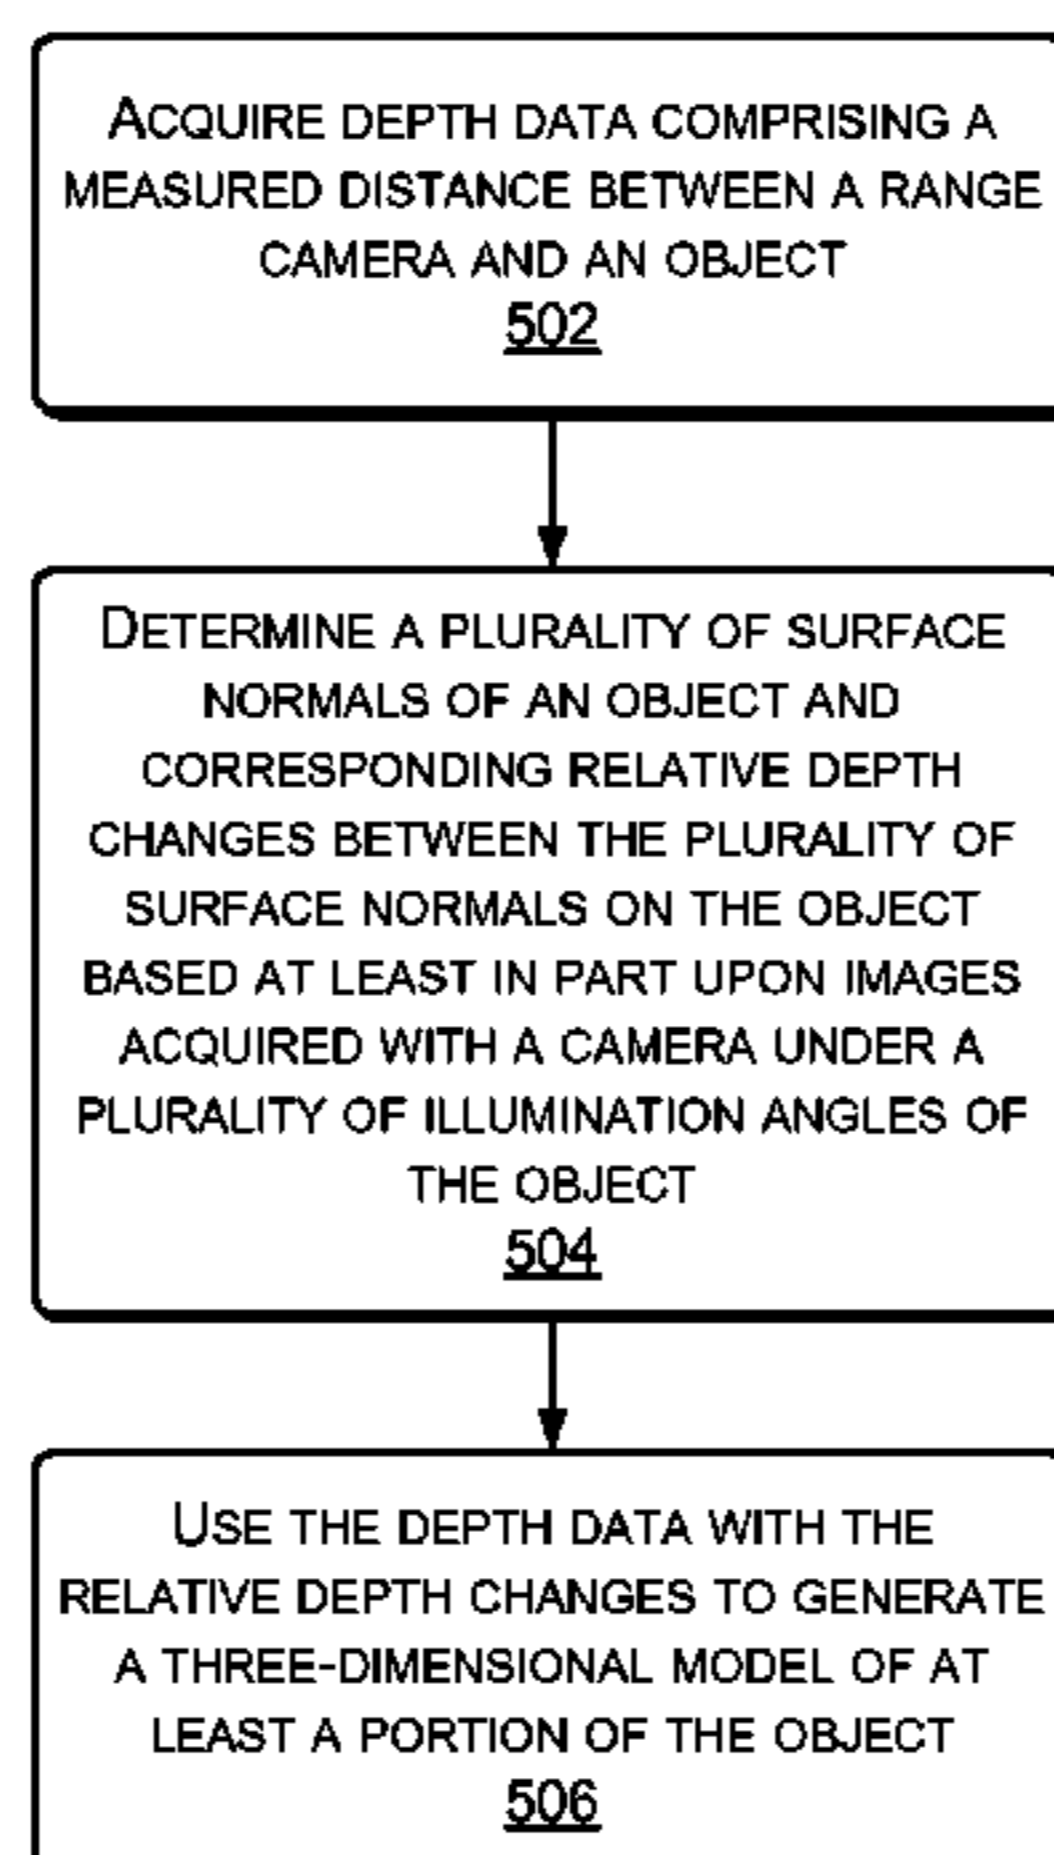 ACQUIRE DEPTH DATA COMPRISING A
MEASURED DISTANCE BETWEEN A RANGE
CAMERA AND AN OBJECT
502
DETERMINE A PLURALITY OF SURFACE
NORMALS OF AN OBJECT AND
CORRESPONDING RELATIVE DEPTH
CHANGES BETWEEN THE PLURALITY OF
SURFACE NORMALS ON THE OBJECT
BASED AT LEAST IN PART UPON IMAGES
ACQUIRED WITH A CAMERA UNDER A
PLURALITY OF ILLUMINATION ANGLES OF
THE OBJECT
504
USE THE DEPTH DATA WITH THE
RELATIVE DEPTH CHANGES TO GENERATE
A THREE-DIMENSIONAL MODEL OF AT
LEAST A PORTION OF THE OBJECT
506